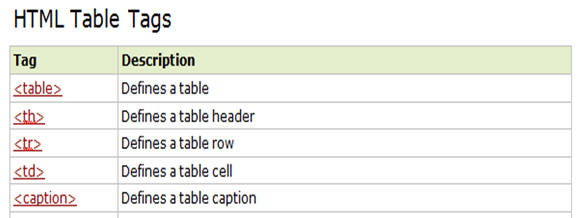 HTML Table Tags
Tag Description
<table> Defines a table
<th> Defines a table header
<tr> Defines a table row
<td> Defines a table cell
<caption> Defines a table caption